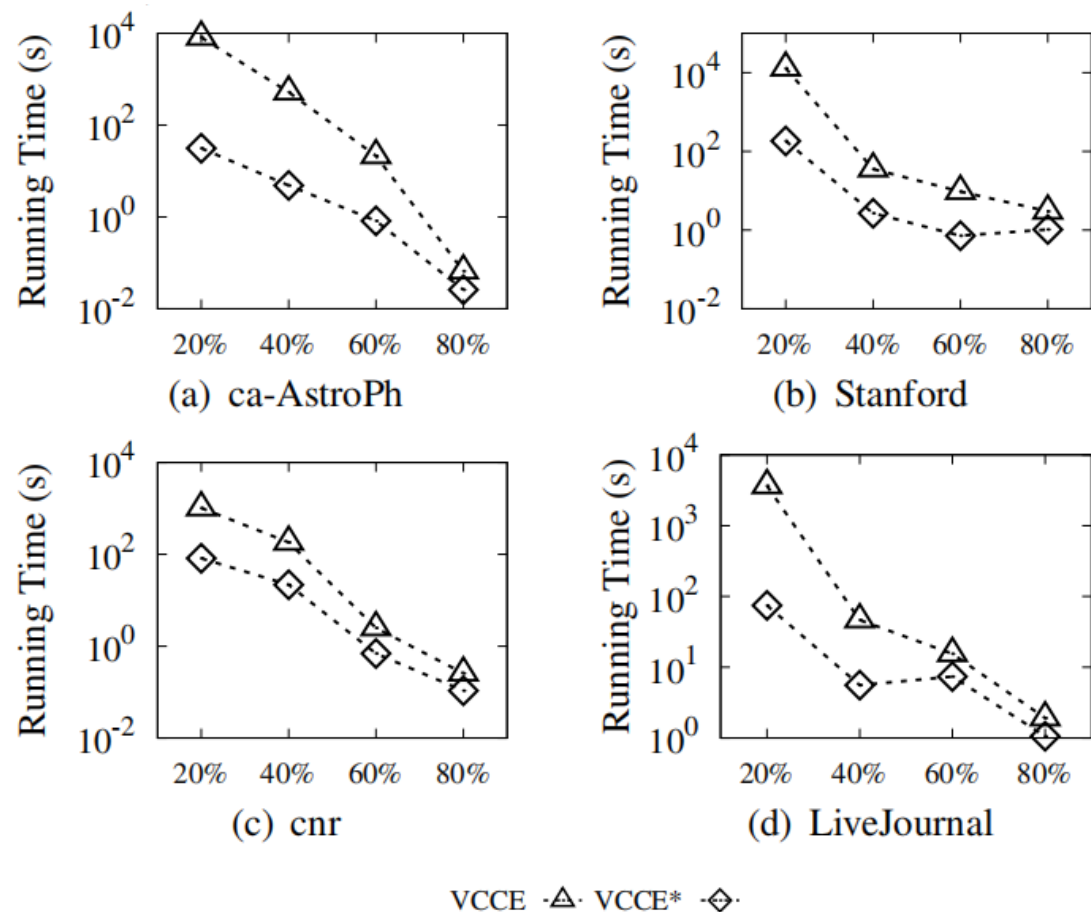 Running Time (s)
10^4
10^2
10^0
10^-2
20% 40% 60% 80%
(a) ca-AstroPh
Running Time (s)
10^4
10^2
10^0
10^-2
20% 40% 60% 80%
(b) Stanford
Running Time (s)
10^4
10^2
10^0
10^-2
20% 40% 60% 80%
(c) cnr
Running Time (s)
10^4
10^3
10^2
10^1
10^0
20% 40% 60% 80%
(d) LiveJournal
VCCE VCCE*